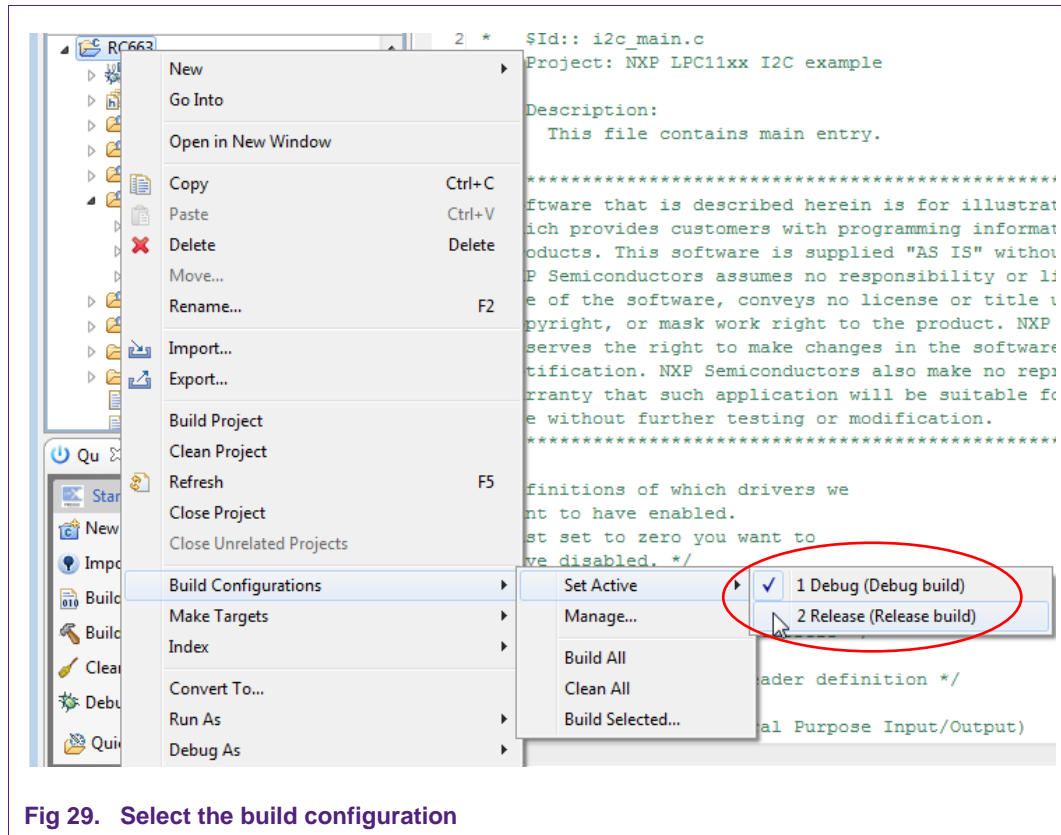 RC663
2 * $Id:: i2c_main.c
Project: NXP LPC11xx I2C example
Description:
This file contains main entry.
*****************************************************
ftware that is described herein is for illustrat
ich provides customers with programming informat
oducts. This software is supplied "AS IS" withou
P Semiconductors assumes no responsibility or li
e of the software, conveys no license or title u
pyright, or mask work right to the product. NXP
serves the right to make changes in the software
tification. NXP Semiconductors also make no repr
rranty that such application will be suitable fo
e without further testing or modification.
*****************************************************
finitions of which drivers we
nt to have enabled.
st set to zero you want to
ve disabled. */
eader definition */
al Purpose Input/Output)
New
Go Into
Open in New Window
Copy Ctrl+C
Paste Ctrl+V
Delete Delete
Move...
Rename... F2
Import...
Export...
Build Project
Clean Project
Refresh F5
Close Project
Close Unrelated Projects
Build Configurations
Make Targets
Index
Convert To...
Run As
Debug As
Set Active
Manage...
Build All
Clean All
Build Selected...
1 Debug (Debug build)
2 Release (Release build)
Qu
Star
New
Impo
Build
Build
Clea
Debu
Quic
Fig 29. Select the build configuration